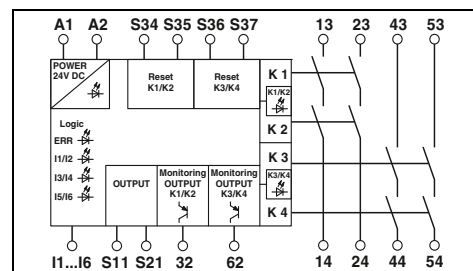 A1 A2 S34 S35 S36 S37 13 23 43 53
POWER
24V DC
Reset
K1/K2
Reset
K3/K4
K 1
K1/K2
K 2
Logic
ERR
I1/I2
I3/I4
I5/I6
OUTPUT
Monitoring
OUTPUT
K1/K2
Monitoring
OUTPUT
K3/K4
K 3
K3/K4
K 4
I1...I6 S11 S21 32 62 14 24 44 54